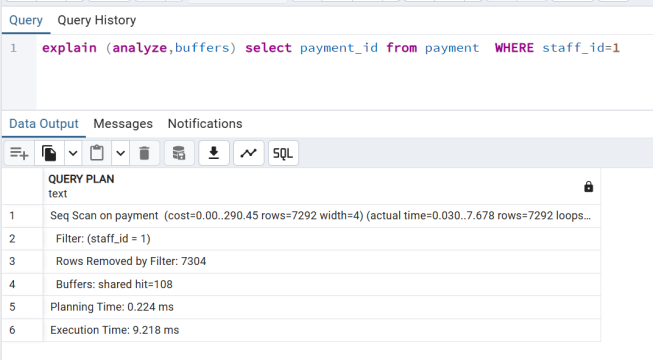 Query Query History
1 explain (analyze,buffers) select payment_id from payment  WHERE staff_id=1
Data Output Messages Notifications
SQL
QUERY PLAN
text
1 Seq Scan on payment (cost=0.00..290.45 rows=7292 width=4) (actual time=0.030..7.678 rows=7292 loops...
2 Filter: (staff_id = 1)
3 Rows Removed by Filter: 7304
4 Buffers: shared hit=108
5 Planning Time: 0.224 ms
6 Execution Time: 9.218 ms